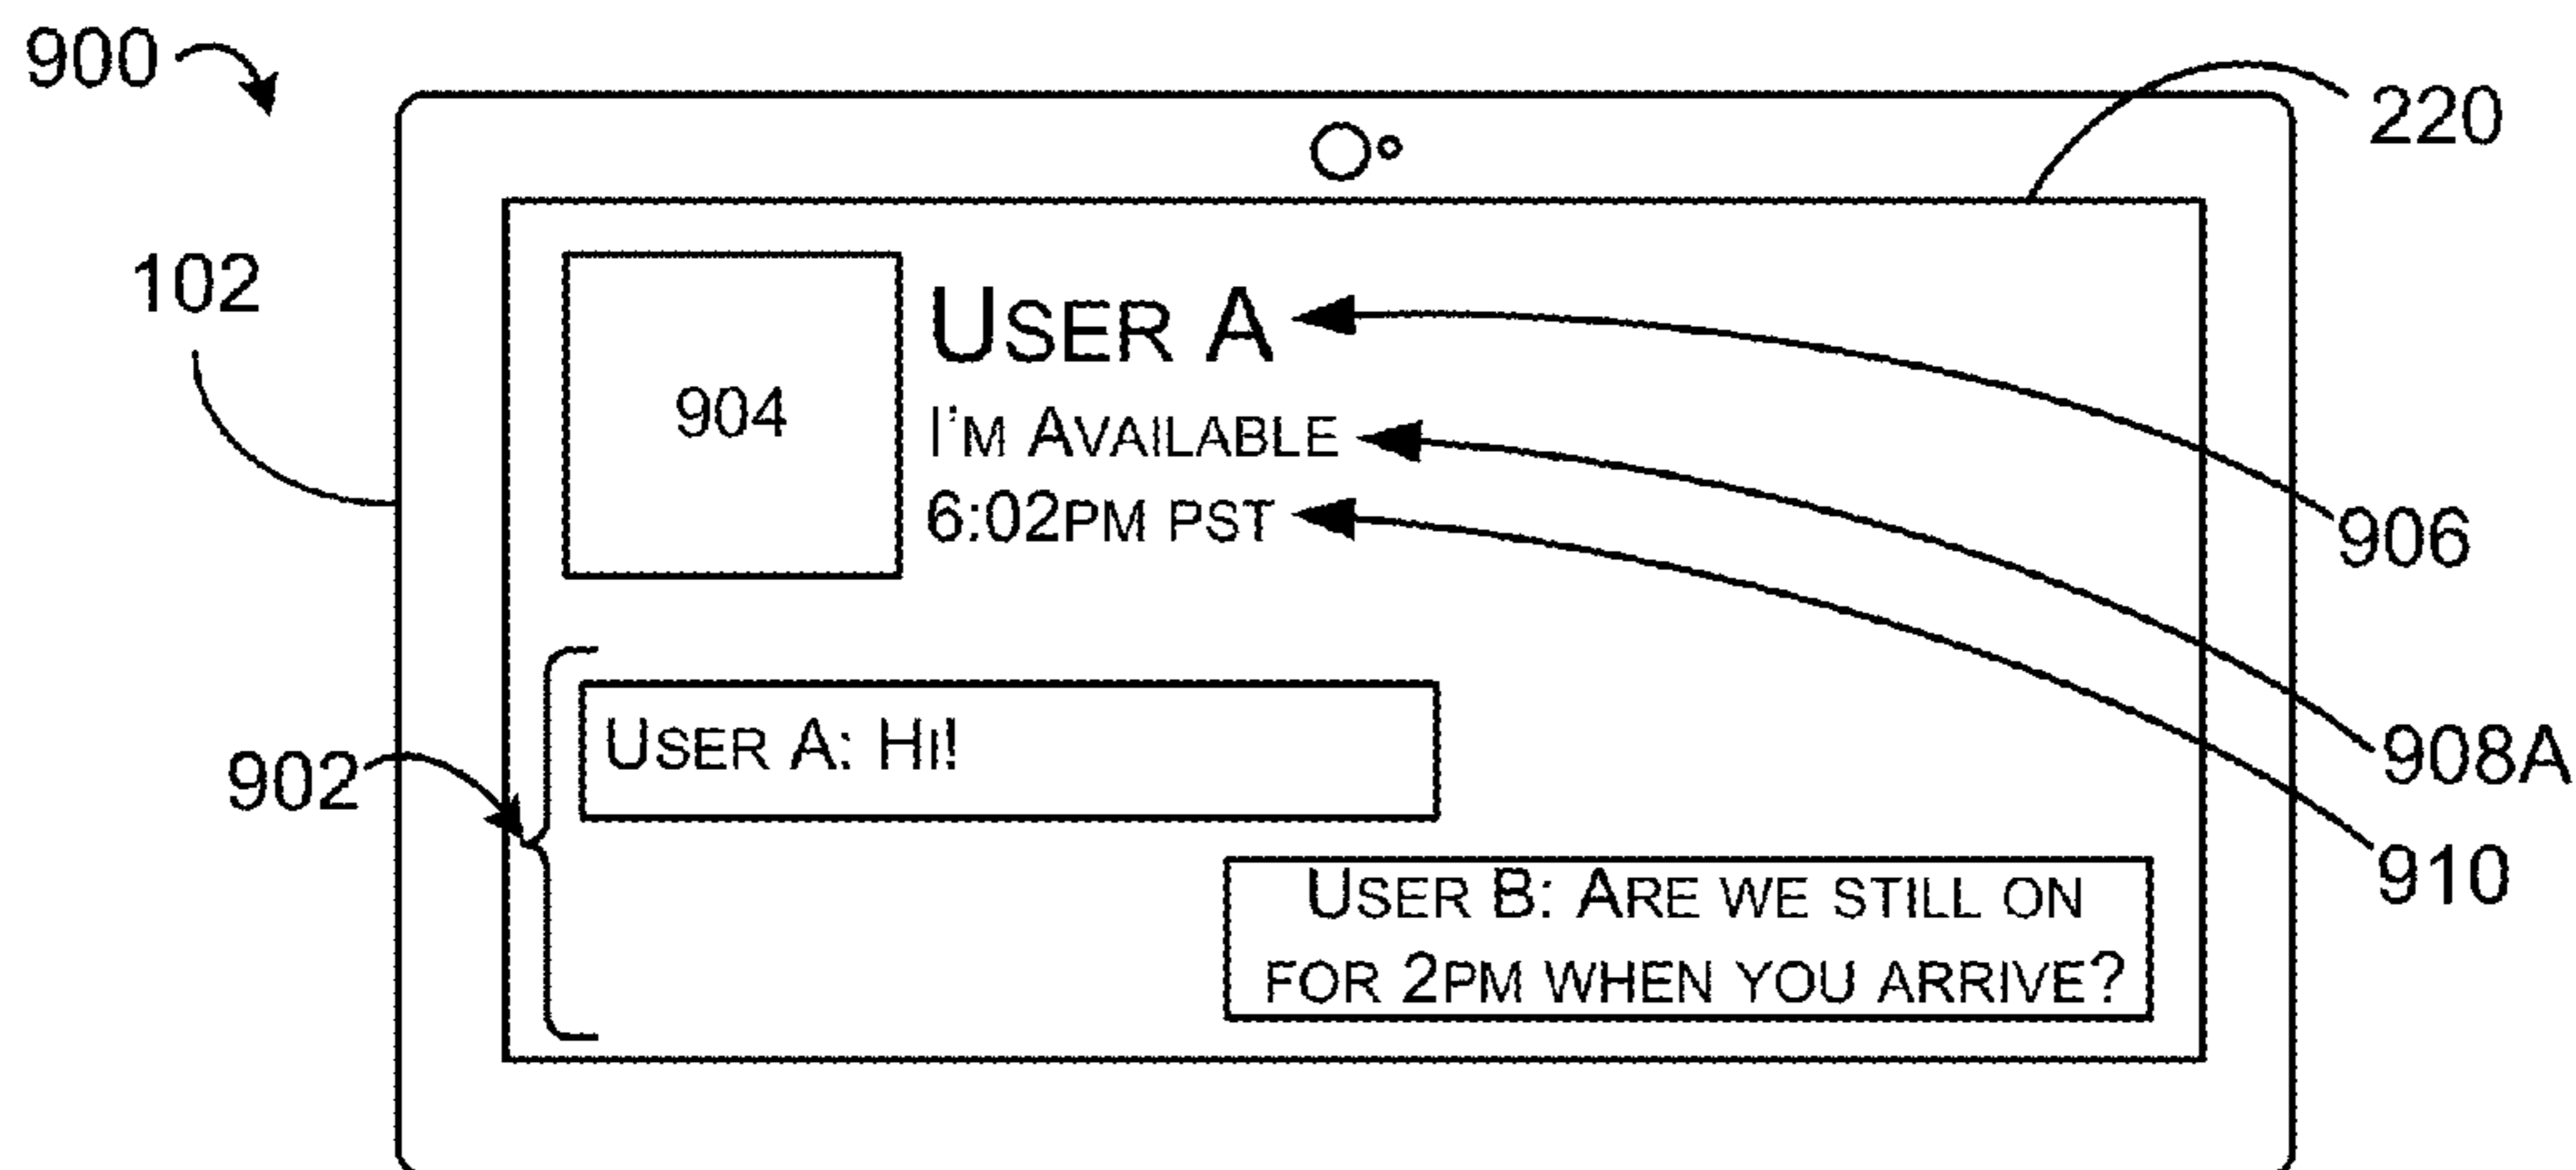 900
220
102
904
USER A
I'M AVAILABLE
6:02PM PST
906
908A
910
902
USER A: HI!
USER B: ARE WE STILL ON
FOR 2PM WHEN YOU ARRIVE?